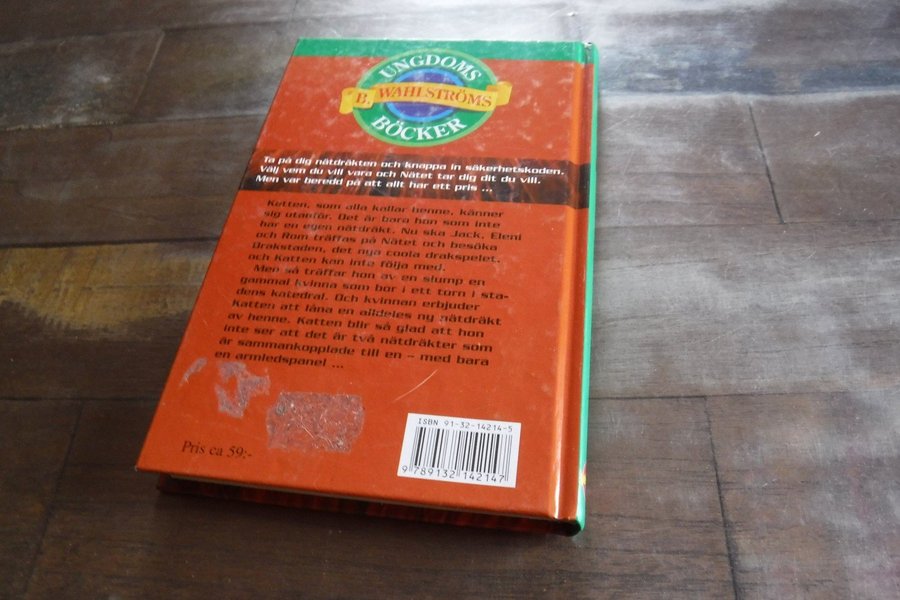 UNGDOMS
B. WAHLSTRÖMS
BÖCKER
Ta på dig nätdräkten och knappa in säkerhetskoden.
Välj vem du vill vara och Nätet tar dig dit du vill.
Men var beredd på att allt har ett pris ...
Katten, som alla kallar henne, känner
sig utanför. Det är bara hon som inte
har en egen nätdräkt. Nu ska Jack, Eleni
och Rom träffas på Nätet och besöka
Drakstaden, det nya coola drakspelet,
och Katten kan inte följa med.
Men så träffar hon av en slump en
gammal kvinna som bor i ett torn i sta-
dens katedral. Och kvinnan erbjuder
Katten att låna en alldeles ny nätdräkt
av henne. Katten blir så glad att hon
inte ser att det är två nätdräkter som
är sammankopplade till en – med bara
en armledspanel ...
Pris ca 59:-
ISBN 91-32-14214-5
9 789132 142147